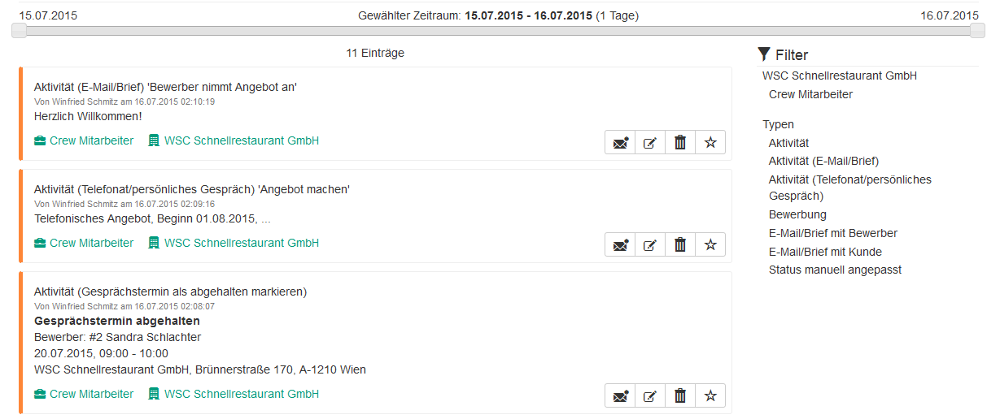 15.07.2015
Gewählter Zeitraum: 15.07.2015 - 16.07.2015 (1 Tage)
16.07.2015
11 Einträge
Aktivität (E-Mail/Brief) 'Bewerber nimmt Angebot an'
Von Winfried Schmitz am 16.07.2015 02:10:19
Herzlich Willkommen!
Crew Mitarbeiter
WSC Schnellrestaurant GmbH
Aktivität (Telefonat/persönliches Gespräch) 'Angebot machen'
Von Winfried Schmitz am 16.07.2015 02:09:16
Telefonisches Angebot, Beginn 01.08.2015, ...
Crew Mitarbeiter
WSC Schnellrestaurant GmbH
Aktivität (Gesprächstermin als abgehalten markieren)
Von Winfried Schmitz am 16.07.2015 02:08:07
Gesprächstermin abgehalten
Bewerber: #2 Sandra Schlachter
20.07.2015, 09:00 - 10:00
WSC Schnellrestaurant GmbH, Brünnerstraße 170, A-1210 Wien
Crew Mitarbeiter
WSC Schnellrestaurant GmbH
Filter
WSC Schnellrestaurant GmbH
Crew Mitarbeiter
Typen
Aktivität
Aktivität (E-Mail/Brief)
Aktivität (Telefonat/persönliches
Gespräch)
Bewerbung
E-Mail/Brief mit Bewerber
E-Mail/Brief mit Kunde
Status manuell angepasst